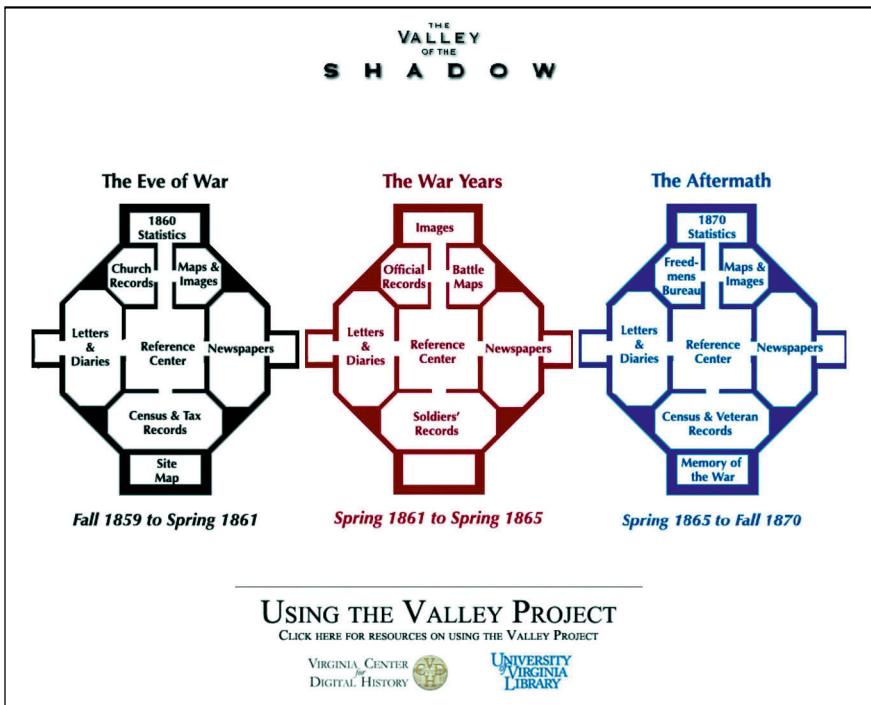 THE
VALLEY
OF THE
SHADOW
The Eve of War
1860
Statistics
Church
Records
Maps &
Images
Letters
&
Diaries
Reference
Center
Newspapers
Census & Tax
Records
Site
Map
Fall 1859 to Spring 1861
The War Years
Images
Official
Records
Battle
Maps
Letters
&
Diaries
Reference
Center
Newspapers
Soldiers'
Records
Spring 1861 to Spring 1865
The Aftermath
1870
Statistics
Freed-
mens
Bureau
Maps &
Images
Letters
&
Diaries
Reference
Center
Newspapers
Census & Veteran
Records
Memory of
the War
Spring 1865 to Fall 1870
USING THE VALLEY PROJECT
CLICK HERE FOR RESOURCES ON USING THE VALLEY PROJECT
VIRGINIA CENTER
for
DIGITAL HISTORY
VCDH
UNIVERSITY
of VIRGINIA
LIBRARY